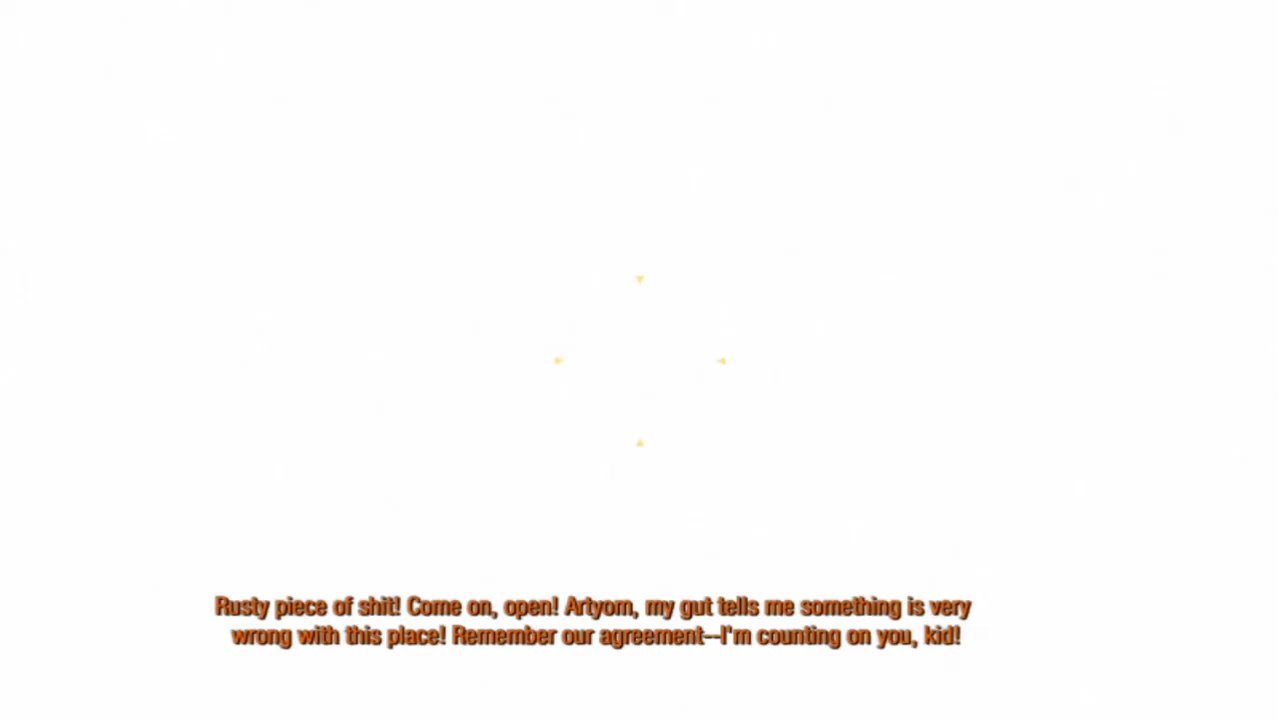 Rusty piece of shit! Come on, open! Artyom, my gut tells me something is very
wrong with this place! Remember our agreement--I'm counting on you, kid!